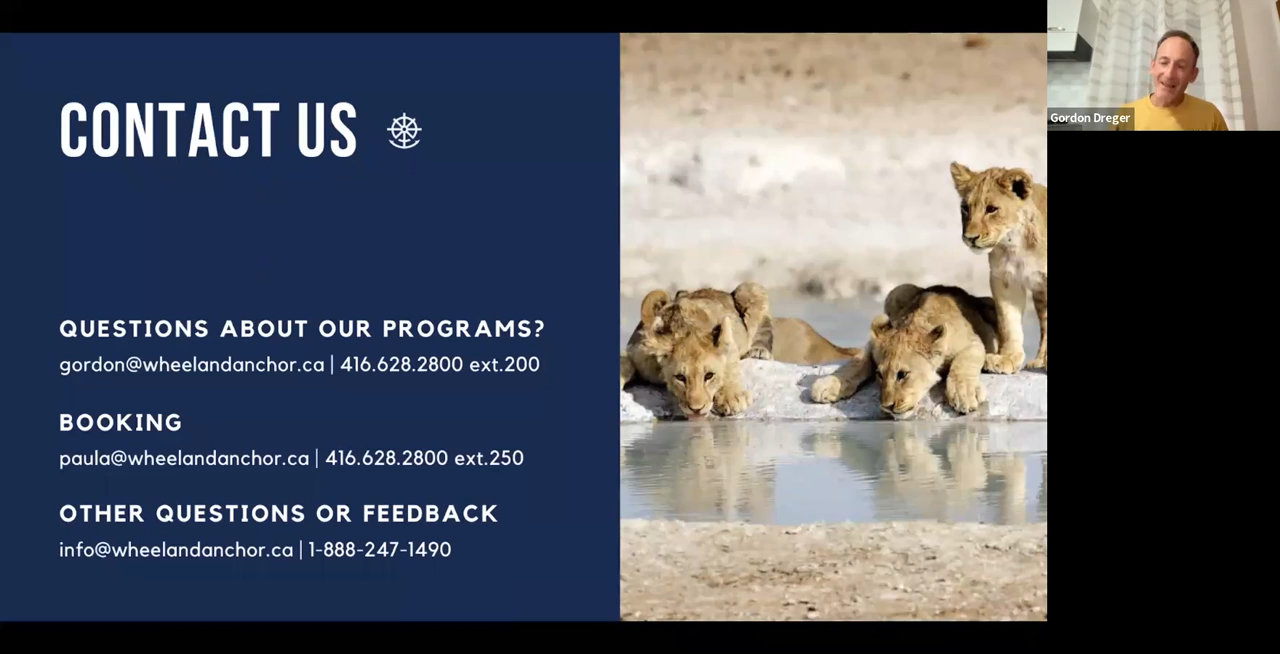 CONTACT US
QUESTIONS ABOUT OUR PROGRAMS?
gordon@wheelandanchor.ca | 416.628.2800 ext.200
BOOKING
paula@wheelandanchor.ca | 416.628.2800 ext.250
OTHER QUESTIONS OR FEEDBACK
info@wheelandanchor.ca | 1-888-247-1490
Gordon Dreger